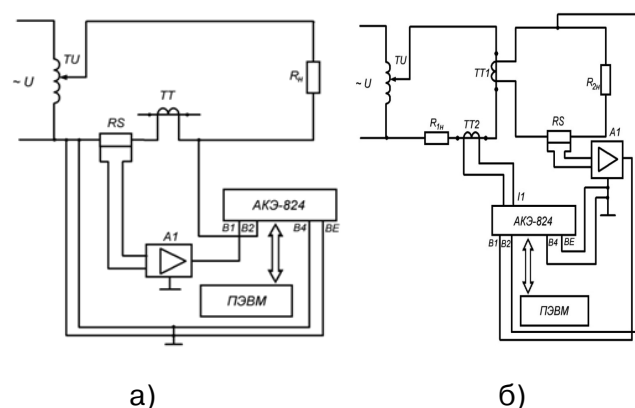 TU
~ U
RS
TT
Rн
A1
АКЭ-824
B1 B2 B4 BE
ПЭВМ
а)
TU
~ U
TT1
R1н
TT2
R2н
RS
A1
I1
АКЭ-824
B1 B2 B4 BE
ПЭВМ
б)